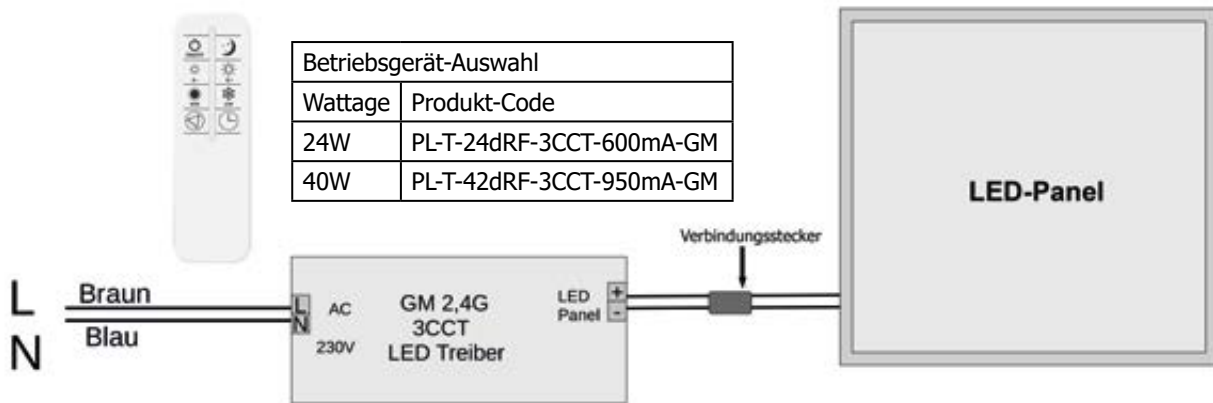 Betriebsgerät-Auswahl
Wattage Produkt-Code
24W PL-T-24dRF-3CCT-600mA-GM
40W PL-T-42dRF-3CCT-950mA-GM
LED-Panel
Verbindungsstecker
L Braun
N Blau
L AC
N 230V
GM 2,4G
3CCT
LED Treiber
LED +
Panel -